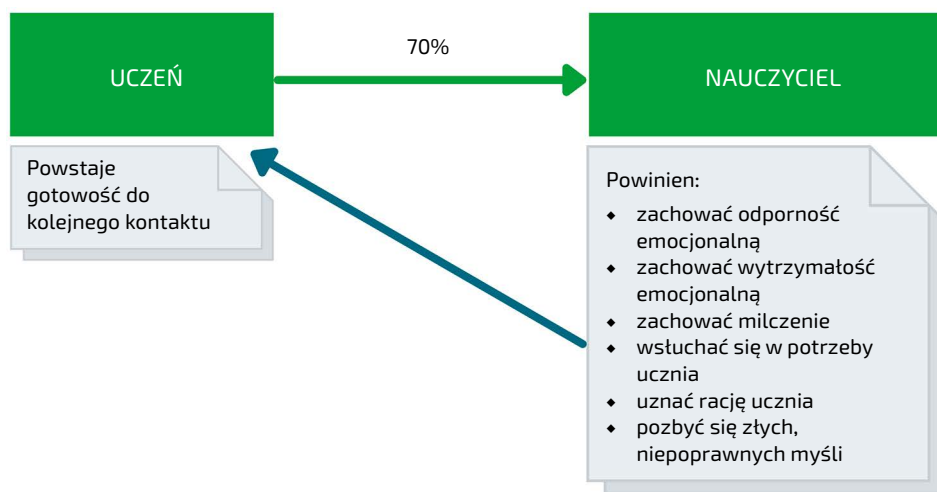 UCZEŃ
70%
NAUCZYCIEL
Powstaje
gotowość do
kolejnego kontaktu
Powinien:
◆ zachować odporność
emocjonalną
◆ zachować wytrzymałość
emocjonalną
◆ zachować milczenie
◆ wsłuchać się w potrzeby
ucznia
◆ uznać rację ucznia
◆ pozbyć się złych,
niepoprawnych myśli